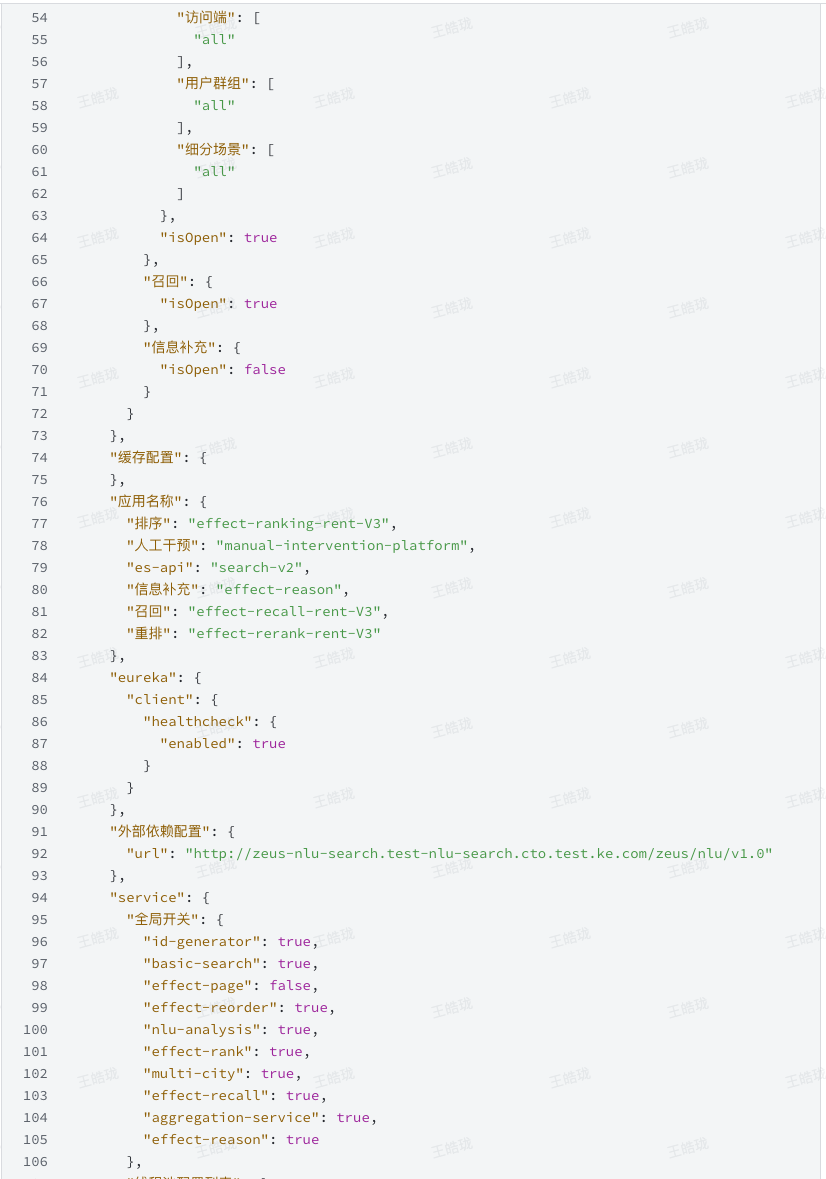 54 "访问端": [
55 "all"
56 ],
57 "用户群组": [
58 "all"
59 ],
60 "细分场景": [
61 "all"
62 ]
63 },
64 "isOpen": true
65 },
66 "召回": {
67 "isOpen": true
68 },
69 "信息补充": {
70 "isOpen": false
71 }
72 }
73 },
74 "缓存配置": {
75 },
76 "应用名称": {
77 "排序": "effect-ranking-rent-V3",
78 "人工干预": "manual-intervention-platform",
79 "es-api": "search-v2",
80 "信息补充": "effect-reason",
81 "召回": "effect-recall-rent-V3",
82 "重排": "effect-rerank-rent-V3"
83 },
84 "eureka": {
85 "client": {
86 "healthcheck": {
87 "enabled": true
88 }
89 }
90 },
91 "外部依赖配置": {
92 "url": "http://zeus-nlu-search.test-nlu-search.cto.test.ke.com/zeus/nlu/v1.0"
93 },
94 "service": {
95 "全局开关": {
96 "id-generator": true,
97 "basic-search": true,
98 "effect-page": false,
99 "effect-reorder": true,
100 "nlu-analysis": true,
101 "effect-rank": true,
102 "multi-city": true,
103 "effect-recall": true,
104 "aggregation-service": true,
105 "effect-reason": true
106 },
王皓珑